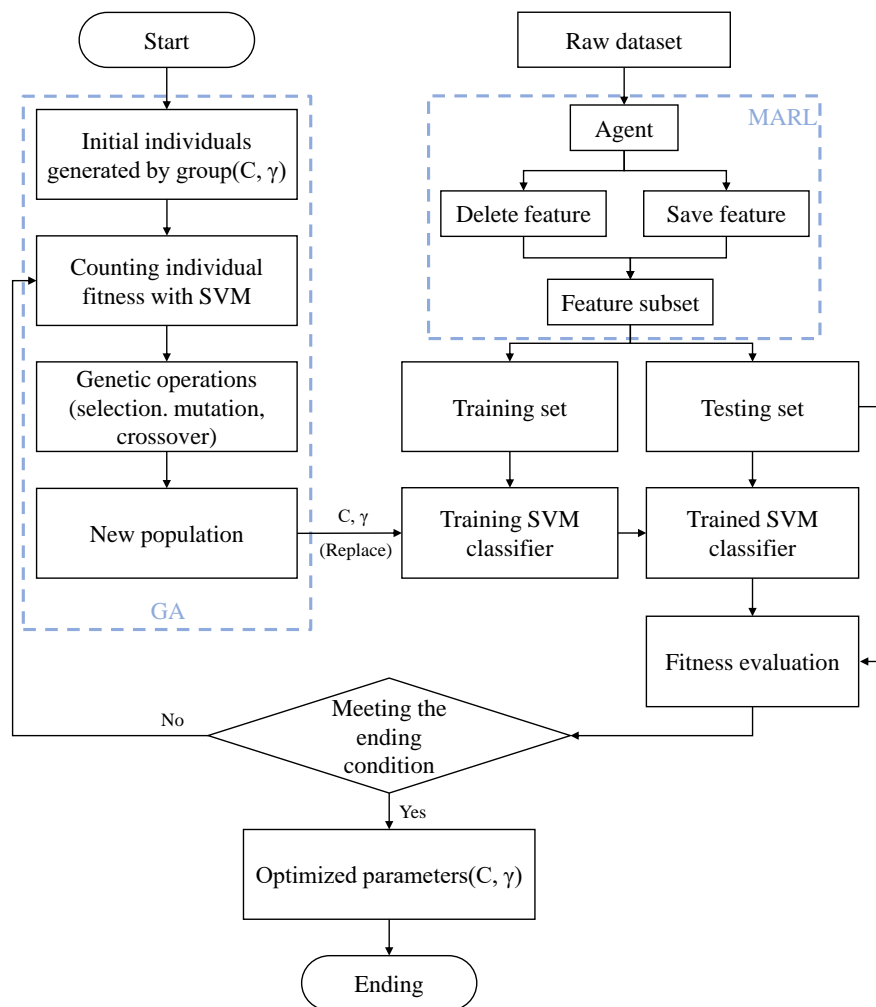 Start
Raw dataset
MARL
Agent
Initial individuals
generated by group(C, γ)
Delete feature
Save feature
Counting individual
fitness with SVM
Feature subset
Genetic operations
(selection. mutation,
crossover)
Training set
Testing set
New population
C, γ
(Replace)
Training SVM
classifier
Trained SVM
classifier
GA
Fitness evaluation
No
Meeting the
ending
condition
Yes
Optimized parameters(C, γ)
Ending